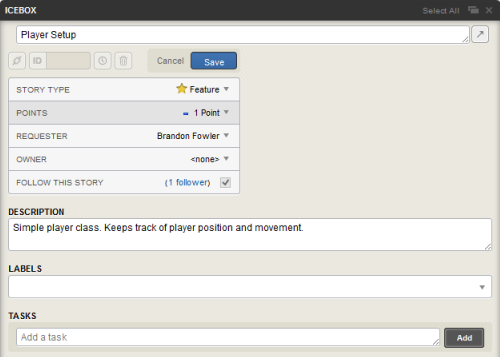 ICEBOX
Select All
Player Setup
ID
Cancel
Save
STORY TYPE Feature
POINTS 1 Point
REQUESTER Brandon Fowler
OWNER <none>
FOLLOW THIS STORY (1 follower)
DESCRIPTION
Simple player class. Keeps track of player position and movement.
LABELS
TASKS
Add a task
Add